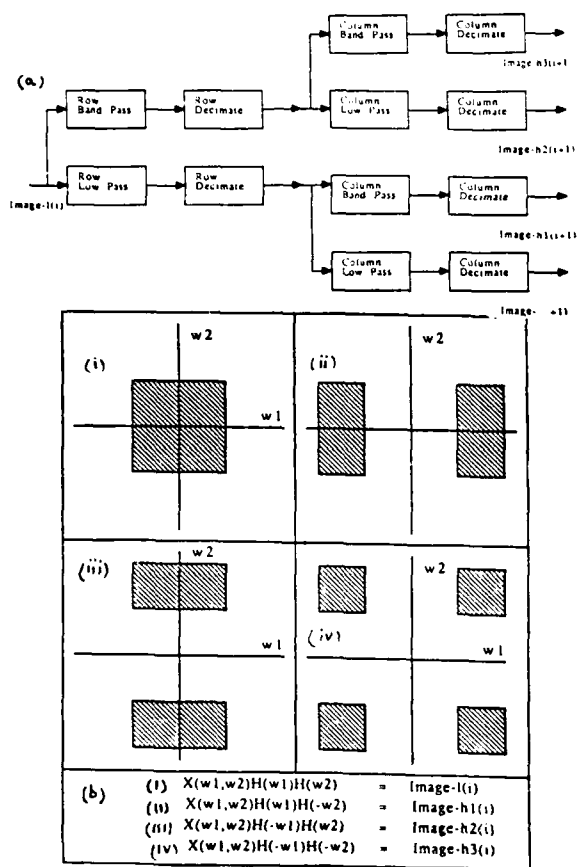 Column Band Pass
Column Decimate
Image-h3(i+1
(a)
Row Band Pass
Row Decimate
Column Low Pass
Column Decimate
Image-h2(i+1)
Row Low Pass
Row Decimate
Column Band Pass
Column Decimate
Image-l(i)
Image-h1(i+1)
Column Low Pass
Column Decimate
Image- +1)
(i)
w2
w1
(ii)
w2
(iii)
w2
w1
(iv)
w2
w1
(b)
(i) X(w1,w2)H(w1)H(w2) = Image-l(i)
(ii) X(w1,w2)H(w1)H(-w2) = Image-h1(i)
(iii) X(w1,w2)H(-w1)H(w2) = Image-h2(i)
(iv) X(w1,w2)H(-w1)H(-w2) = Image-h3(i)